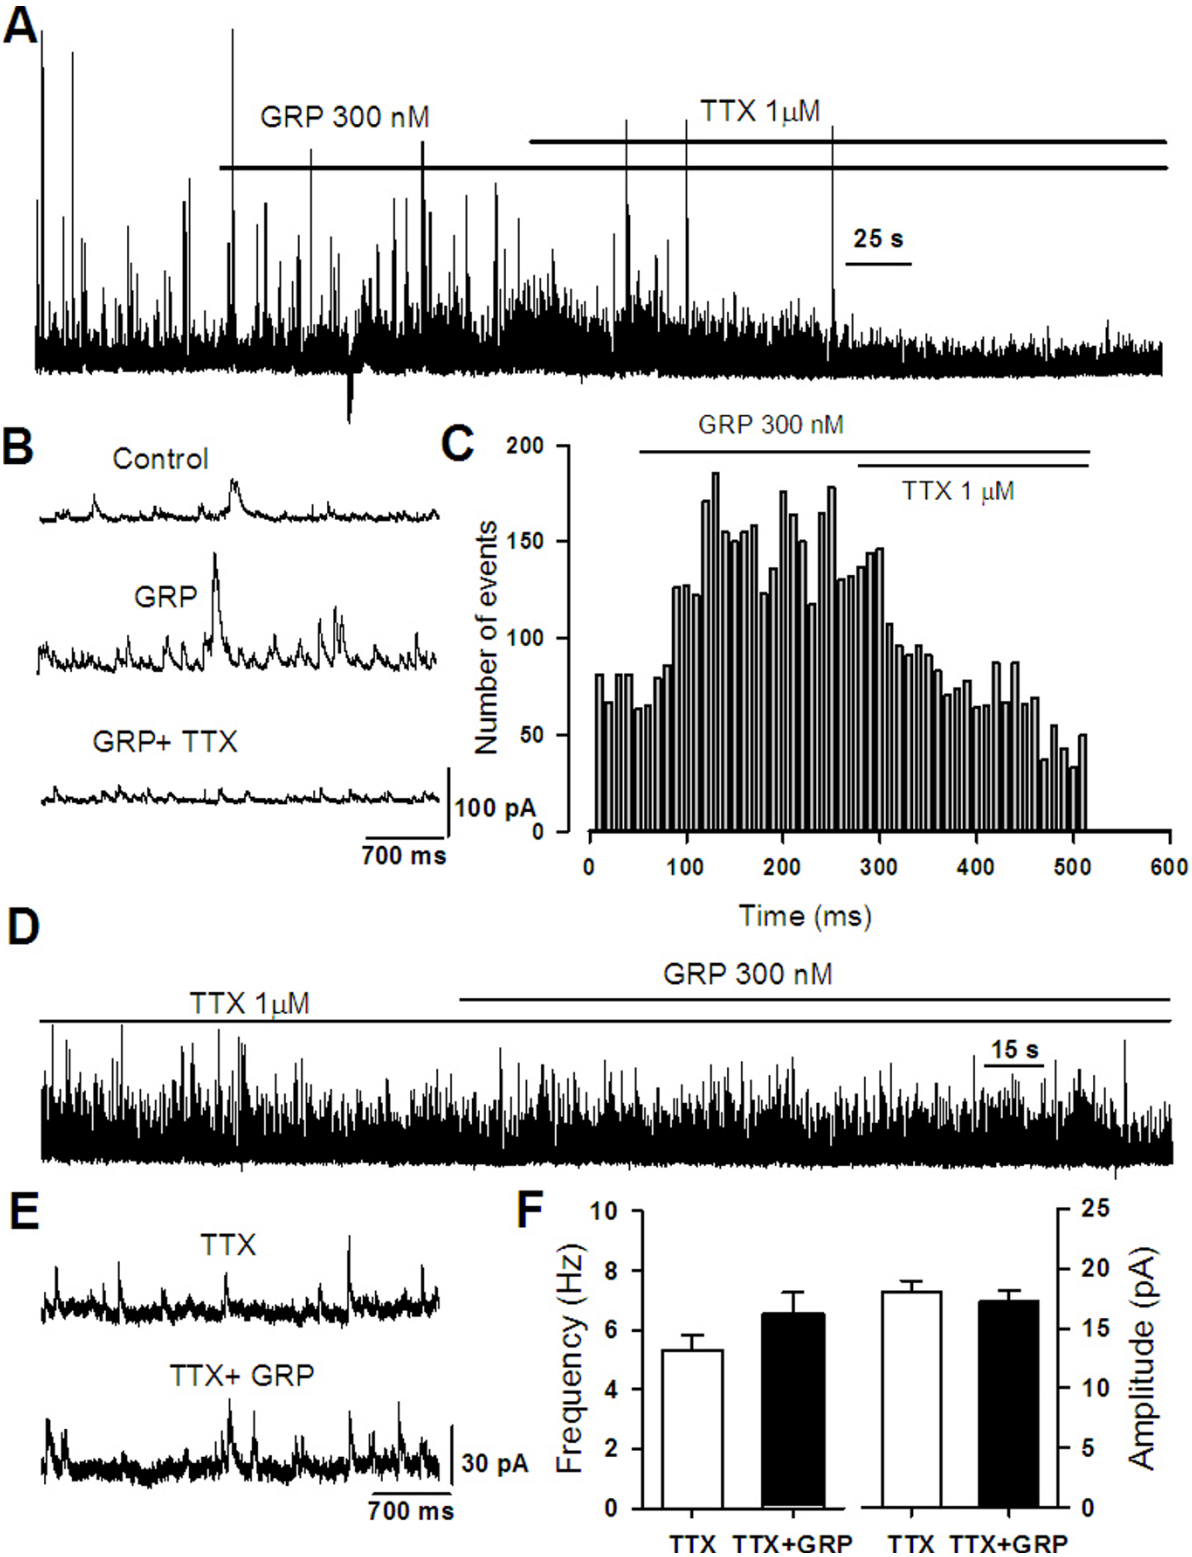 A
GRP 300 nM
TTX 1μM
25 s
B
Control
GRP
GRP+ TTX
100 pA
700 ms
C
GRP 300 nM
TTX 1 μM
Number of events
200
150
100
50
0
0 100 200 300 400 500 600
Time (ms)
D
GRP 300 nM
TTX 1μM
15 s
E
TTX
TTX+ GRP
30 pA
700 ms
F
Frequency (Hz)
10
8
6
4
2
0
25
20
15
10
5
0
Amplitude (pA)
TTX TTX+GRP TTX TTX+GRP